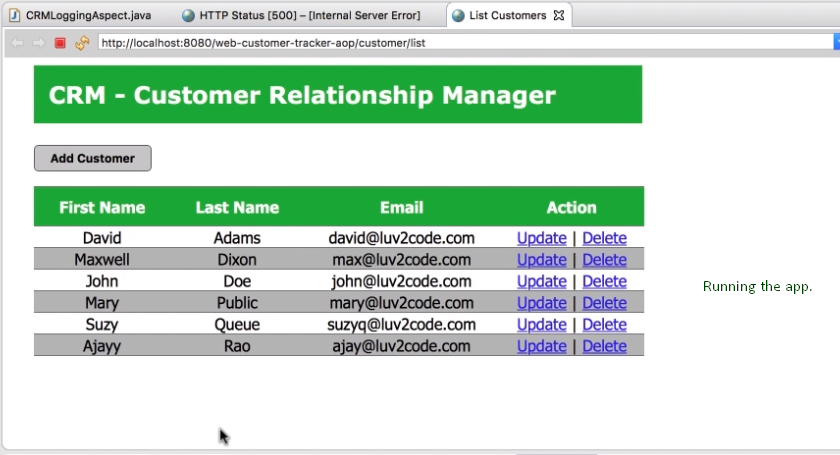 CRMLoggingAspect.java HTTP Status [500] – [Internal Server Error] List Customers
http://localhost:8080/web-customer-tracker-aop/customer/list
CRM - Customer Relationship Manager
Add Customer
First Name Last Name Email Action
David Adams david@luv2code.com Update | Delete
Maxwell Dixon max@luv2code.com Update | Delete
John Doe john@luv2code.com Update | Delete
Mary Public mary@luv2code.com Update | Delete
Suzy Queue suzyq@luv2code.com Update | Delete
Ajayy Rao ajay@luv2code.com Update | Delete
Running the app.